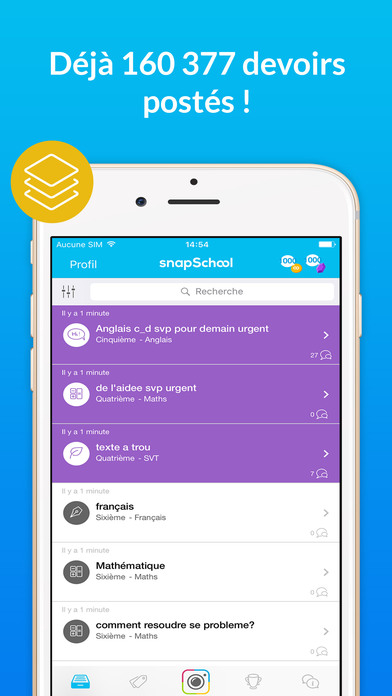 Déjà 160 377 devoirs
postés !
Aucune SIM 14:54
Profil snapSchool
Recherche
Il y a 1 minute
Anglais c_d svp pour demain urgent
Hi !
Cinquième - Anglais
27
Il y a 1 minute
de l'aidee svp urgent
Quatrième - Maths
0
Il y a 1 minute
texte a trou
Quatrième - SVT
7
Il y a 1 minute
français
Sixième - Français
0
Il y a 1 minute
Mathématique
Sixième - Maths
0
Il y a 1 minute
comment resoudre se probleme?
Sixième - Maths
0